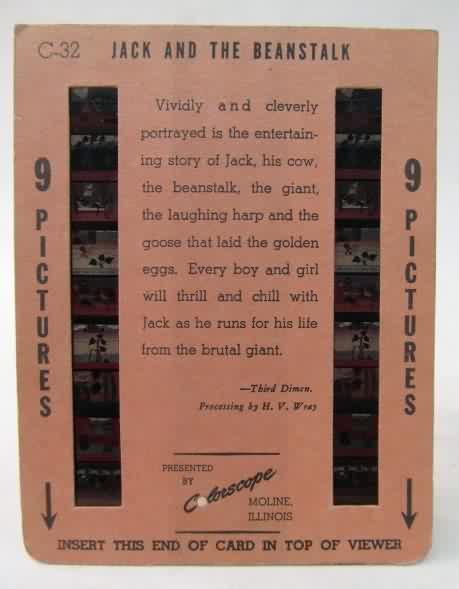 C-32 JACK AND THE BEANSTALK
9 PICTURES
Vividly and cleverly
portrayed is the entertain-
ing story of Jack, his cow,
the beanstalk, the giant,
the laughing harp and the
goose that laid the golden
eggs. Every boy and girl
will thrill and chill with
Jack as he runs for his life
from the brutal giant.
—Third Dimen.
Processing by H. V. Wray
9 PICTURES
PRESENTED
BY
Colorscope
MOLINE,
ILLINOIS
INSERT THIS END OF CARD IN TOP OF VIEWER